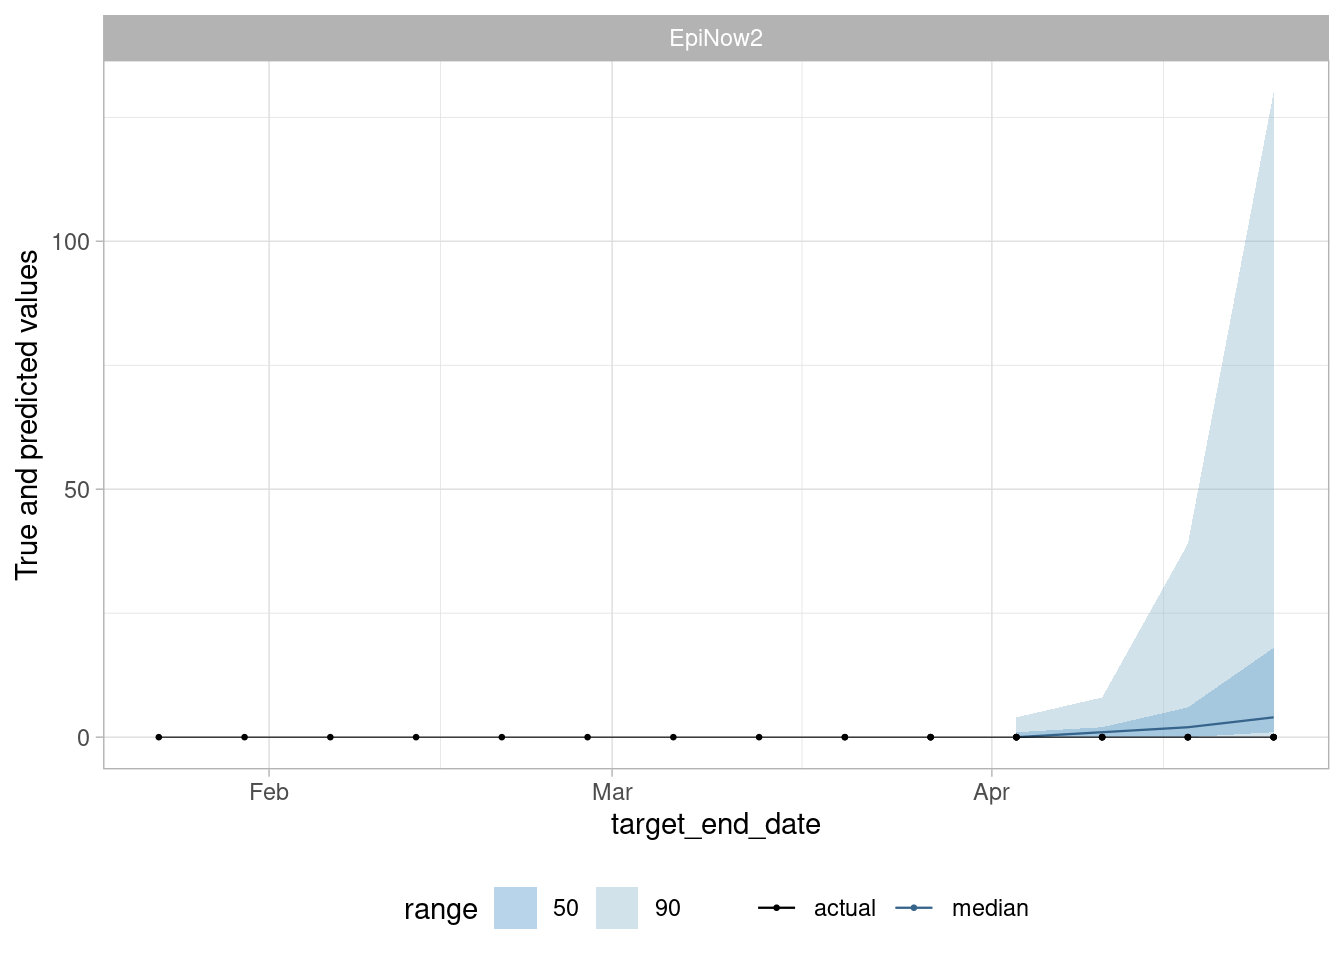 EpiNow2
True and predicted values
100
50
0
Feb Mar Apr
target_end_date
range 50 90 actual median